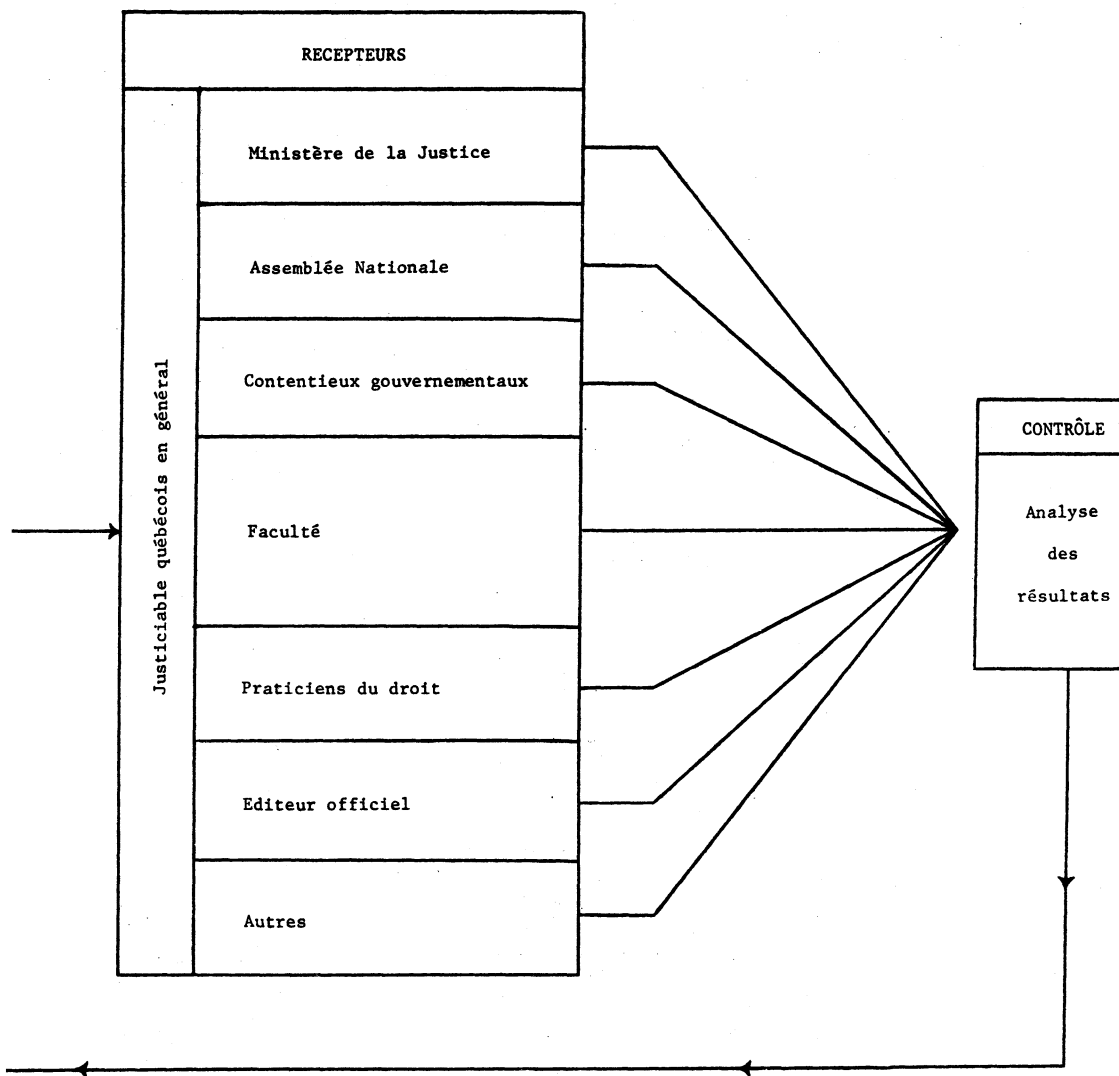 RECEPTEURS
Justiciable québécois en général
Ministère de la Justice
Assemblée Nationale
Contentieux gouvernementaux
Faculté
Praticiens du droit
Editeur officiel
Autres
CONTRÔLE
Analyse
des
résultats